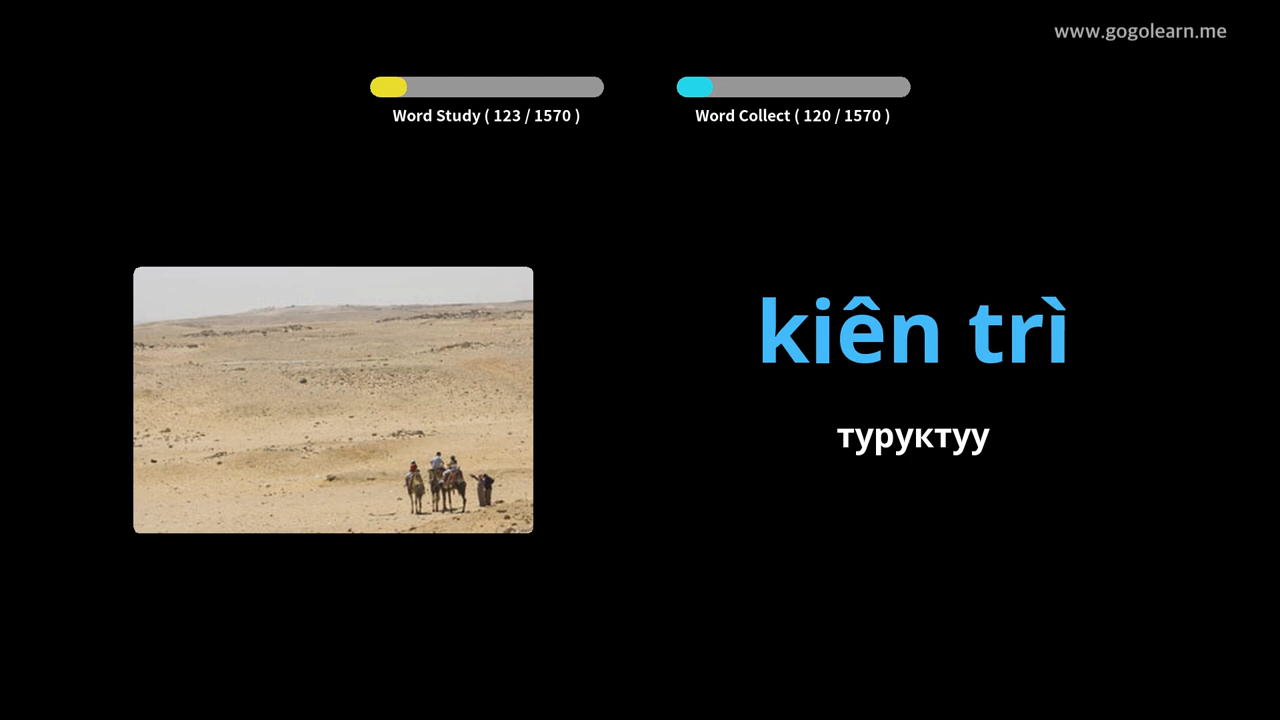 www.gogolearn.me
Word Study ( 123 / 1570 )
Word Collect ( 120 / 1570 )
kiên trì
туруктуу